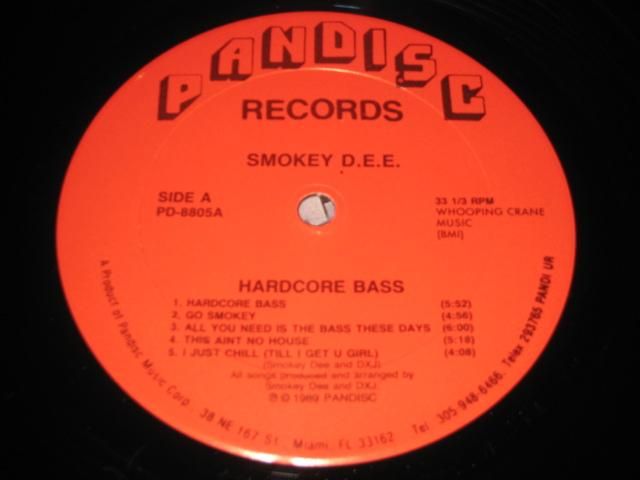 PANDISC
RECORDS
SMOKEY D.E.E.
SIDE A
PD-8805A
33 1/3 RPM
WHOOPING CRANE
MUSIC
(BMI)
HARDCORE BASS
1. HARDCORE BASS (5:52)
2. GO SMOKEY (4:56)
3. ALL YOU NEED IS THE BASS THESE DAYS (6:00)
4. THIS AINT NO HOUSE (5:18)
5. I JUST CHILL (TILL I GET U GIRL) (4:08)
(Smokey Dee and DXJ)
All songs produced and arranged by
Smokey Dee and DXJ
℗ © 1989 PANDISC
A Product of Pandisc Music Corp. 38 NE 167 St., Miami, FL 33162 Tel 305 948-6466, Telex 293765 PANDI UR